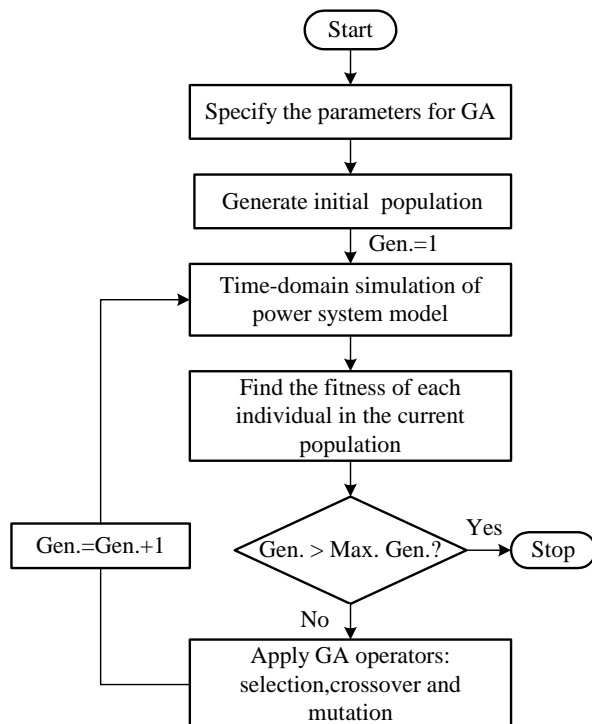 Start
Specify the parameters for GA
Generate initial population
Gen.=1
Time-domain simulation of
power system model
Find the fitness of each
individual in the current
population
Gen. > Max. Gen.?
Yes
Stop
No
Gen.=Gen.+1
Apply GA operators:
selection,crossover and
mutation